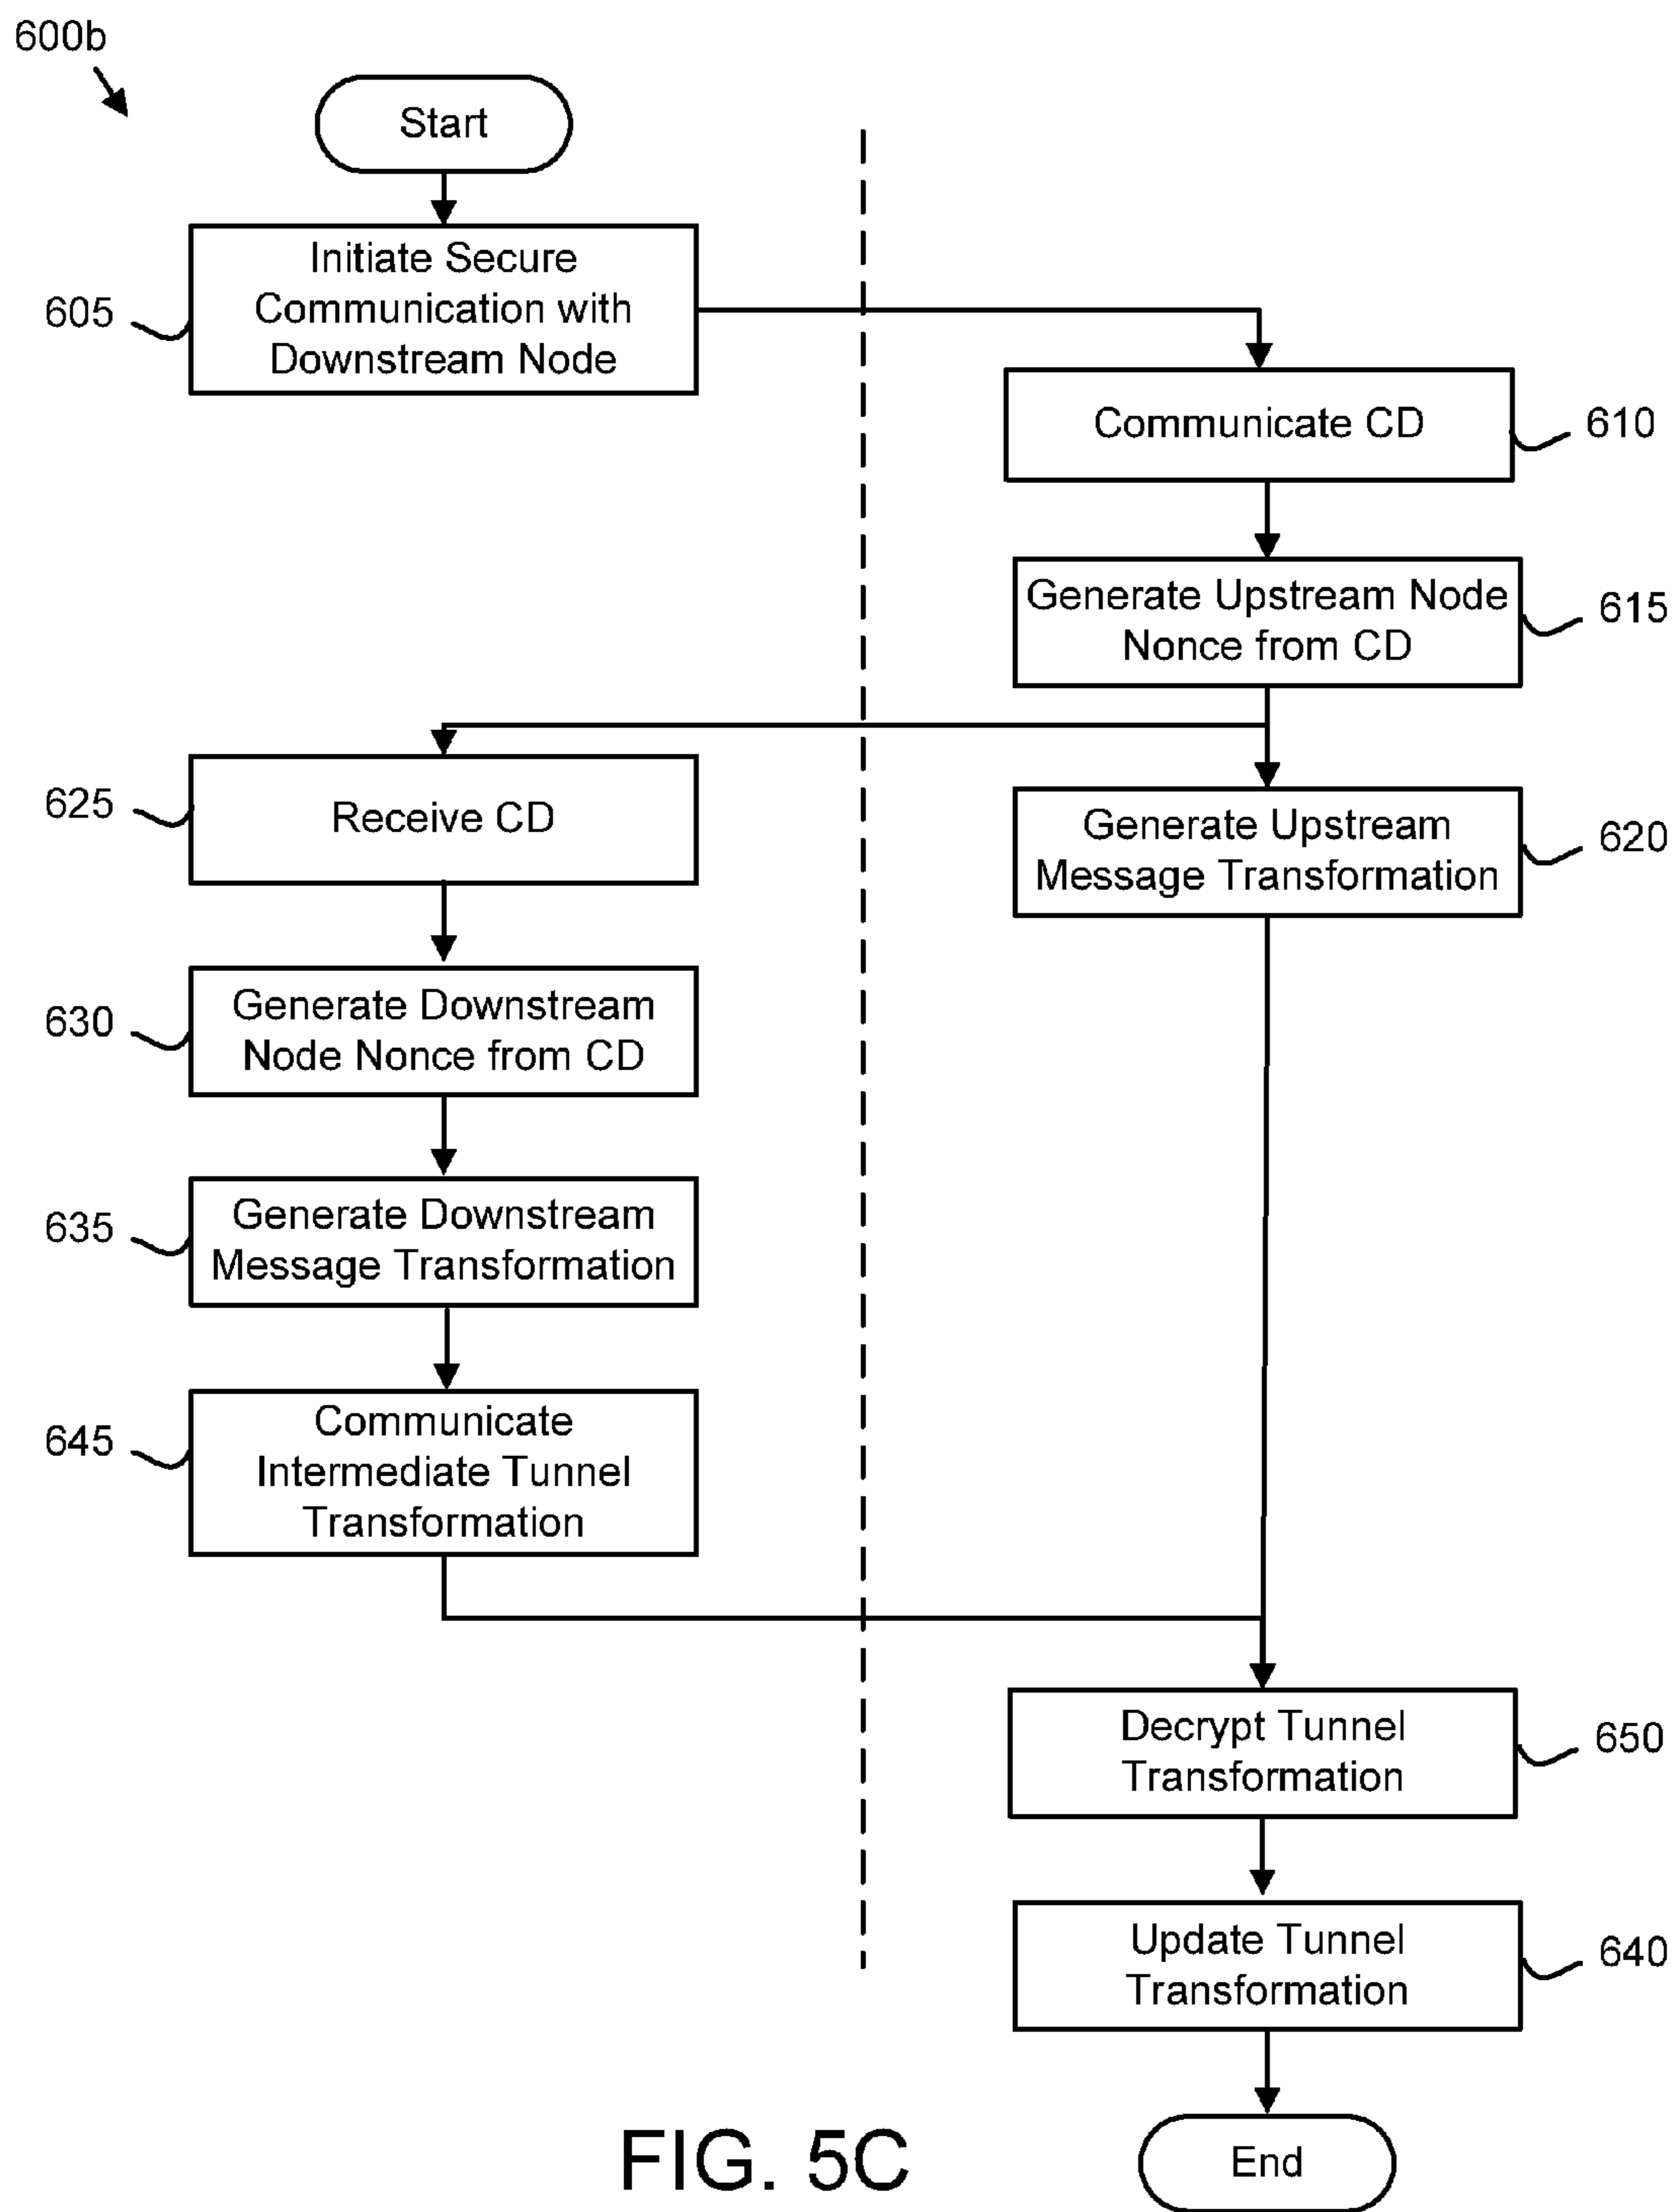 600b
Start
605
Initiate Secure
Communication with
Downstream Node
Communicate CD
610
Generate Upstream Node
Nonce from CD
615
625
Receive CD
Generate Upstream
Message Transformation
620
630
Generate Downstream
Node Nonce from CD
635
Generate Downstream
Message Transformation
645
Communicate
Intermediate Tunnel
Transformation
Decrypt Tunnel
Transformation
650
Update Tunnel
Transformation
640
End
FIG. 5C